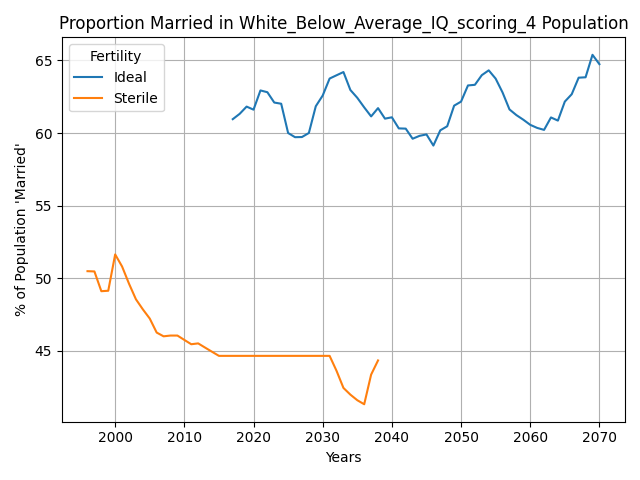 Proportion Married in White_Below_Average_IQ_scoring_4 Population
Fertility
Ideal
Sterile
% of Population 'Married'
65
60
55
50
45
2000 2010 2020 2030 2040 2050 2060 2070
Years